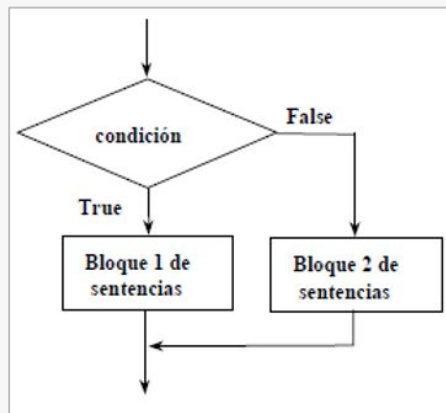 condición
False
True
Bloque 1 de
sentencias
Bloque 2 de
sentencias